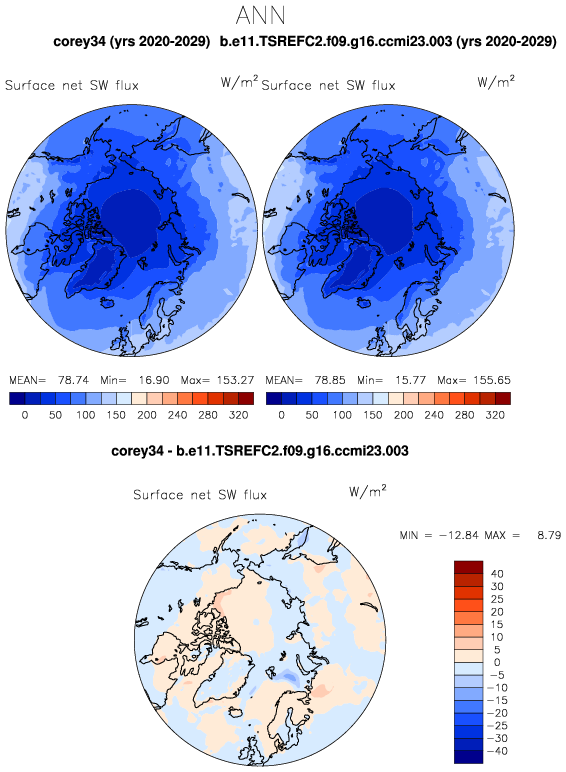 ANN
corey34 (yrs 2020-2029) b.e11.TSREFC2.f09.g16.ccmi23.003 (yrs 2020-2029)
Surface net SW flux W/m² Surface net SW flux W/m²
MEAN= 78.74 Min= 16.90 Max= 153.27 MEAN= 78.85 Min= 15.77 Max= 155.65
0 50 100 150 200 240 280 320 0 50 100 150 200 240 280 320
corey34 - b.e11.TSREFC2.f09.g16.ccmi23.003
Surface net SW flux W/m²
MIN = −12.84 MAX = 8.79
40
30
25
20
15
10
5
0
−5
−10
−15
−20
−25
−30
−40